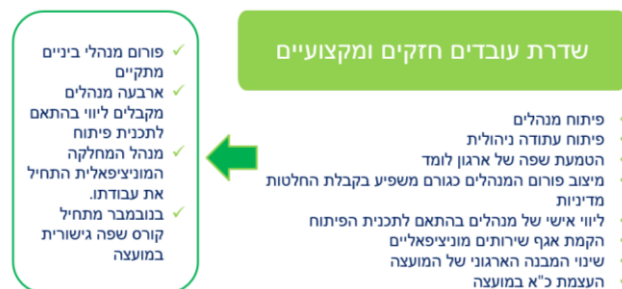 שדרת עובדים חזקים ומקצועיים
פיתוח מנהלים
פיתוח עתודה ניהולית
הטמעת שפה של ארגון לומד
מיצוב פורום המנהלים כגורם משפיע בקבלת החלטות
מדיניות
ליווי אישי של מנהלים בהתאם לתכנית הפיתוח
הקמת אגף שירותים מוניציפאליים
שינוי המבנה הארגוני של המועצה
העצמת כ"א במועצה
✓ פורום מנהלי ביניים
מתקיים
✓ ארבעה מנהלים
מקבלים ליווי בהתאם
לתכנית פיתוח
✓ מנהל המחלקה
המוניציפאלית התחיל
את עבודתו.
✓ בנובמבר מתחיל
קורס שפה גישורית
במועצה